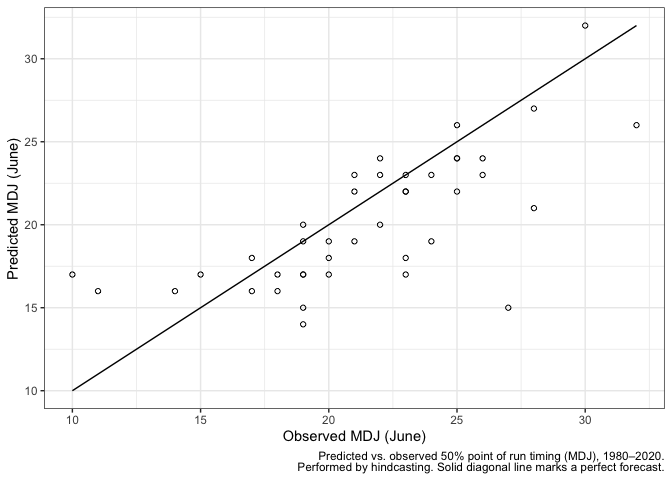 30
25
20
15
10
Predicted MDJ (June)
10 15 20 25 30
Observed MDJ (June)
Predicted vs. observed 50% point of run timing (MDJ), 1980–2020.
Performed by hindcasting. Solid diagonal line marks a perfect forecast.